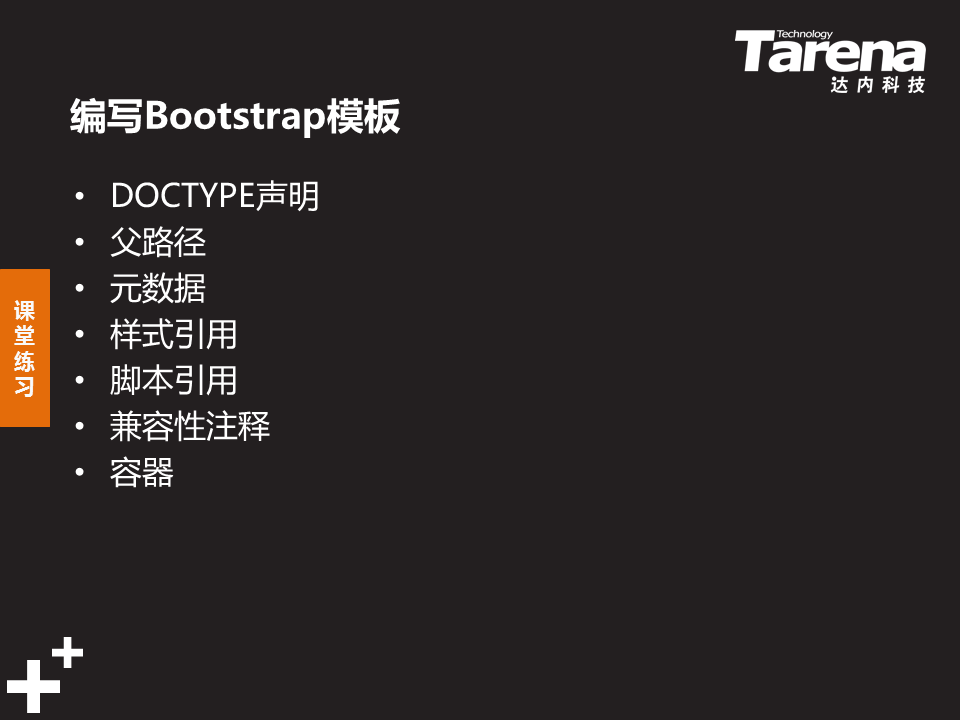 Technology
Tarena
达内科技
编写Bootstrap模板
• DOCTYPE声明
• 父路径
• 元数据
• 样式引用
• 脚本引用
• 兼容性注释
• 容器
课
堂
练
习